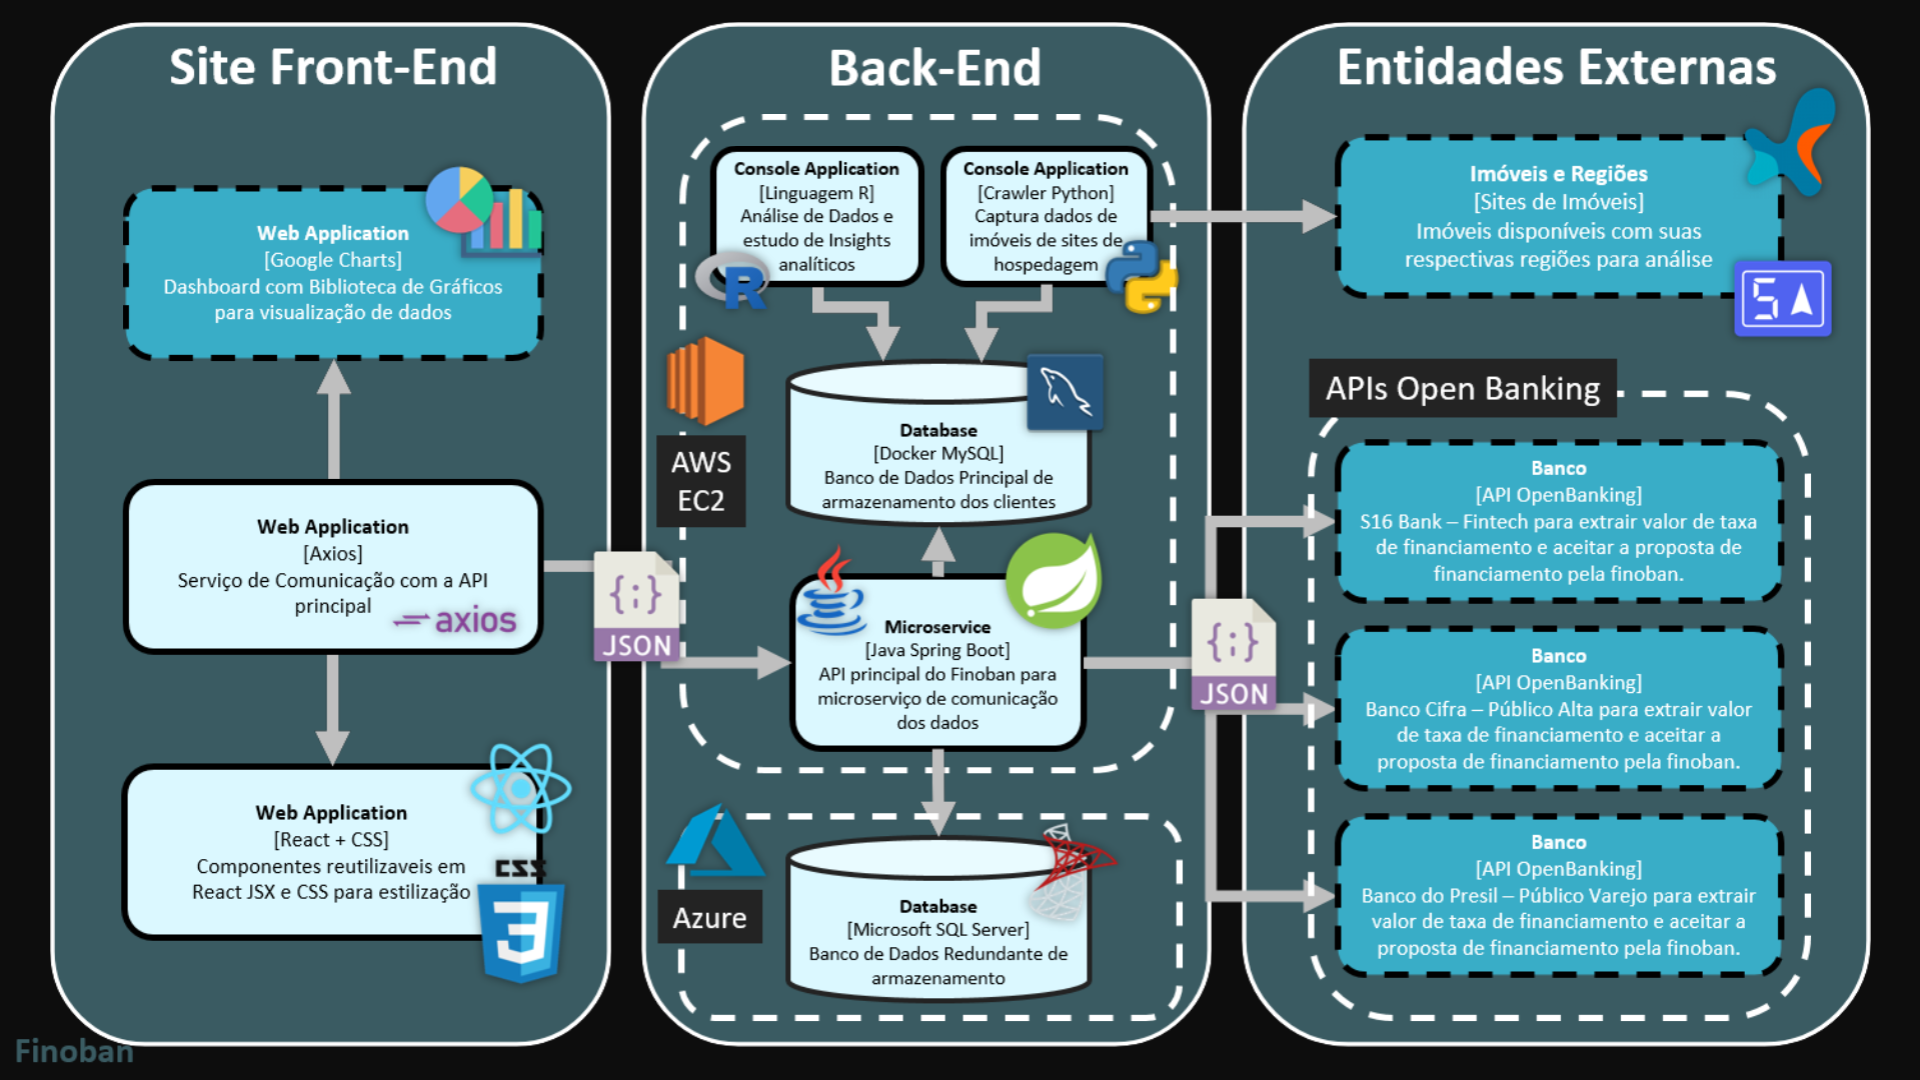 Site Front-End
Web Application
[Google Charts]
Dashboard com Biblioteca de Gráficos
para visualização de dados
Web Application
[Axios]
Serviço de Comunicação com a API
principal
axios
Web Application
[React + CSS]
Componentes reutilizaveis em
React JSX e CSS para estilização
CSS
3
{;}
JSON
Back-End
Console Application
[Linguagem R]
Análise de Dados e
estudo de Insights
analíticos
R
Console Application
[Crawler Python]
Captura dados de
imóveis de sites de
hospedagem
AWS
EC2
Database
[Docker MySQL]
Banco de Dados Principal de
armazenamento dos clientes
Microservice
[Java Spring Boot]
API principal do Finoban para
microserviço de comunicação
dos dados
Azure
Database
[Microsoft SQL Server]
Banco de Dados Redundante de
armazenamento
{;}
JSON
Entidades Externas
Imóveis e Regiões
[Sites de Imóveis]
Imóveis disponíveis com suas
respectivas regiões para análise
5
APIs Open Banking
Banco
[API OpenBanking]
S16 Bank – Fintech para extrair valor de taxa
de financiamento e aceitar a proposta de
financiamento pela finoban.
Banco
[API OpenBanking]
Banco Cifra – Público Alta para extrair valor
de taxa de financiamento e aceitar a
proposta de financiamento pela finoban.
Banco
[API OpenBanking]
Banco do Presil – Público Varejo para extrair
valor de taxa de financiamento e aceitar a
proposta de financiamento pela finoban.
Finoban